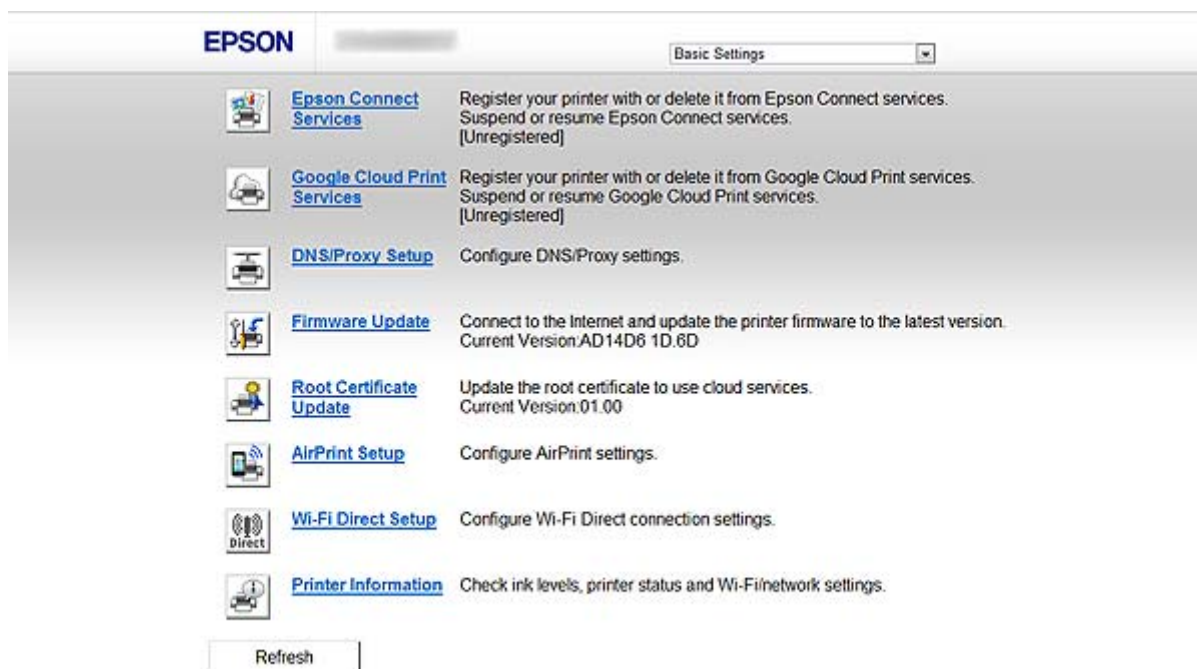 EPSON
Basic Settings
Epson Connect Services
Register your printer with or delete it from Epson Connect services.
Suspend or resume Epson Connect services.
[Unregistered]
Google Cloud Print Services
Register your printer with or delete it from Google Cloud Print services.
Suspend or resume Google Cloud Print services.
[Unregistered]
DNS/Proxy Setup
Configure DNS/Proxy settings.
Firmware Update
Connect to the Internet and update the printer firmware to the latest version.
Current Version:AD14D6 1D.6D
Root Certificate Update
Update the root certificate to use cloud services.
Current Version:01.00
AirPrint Setup
Configure AirPrint settings.
Direct
Wi-Fi Direct Setup
Configure Wi-Fi Direct connection settings.
Printer Information
Check ink levels, printer status and Wi-Fi/network settings.
Refresh